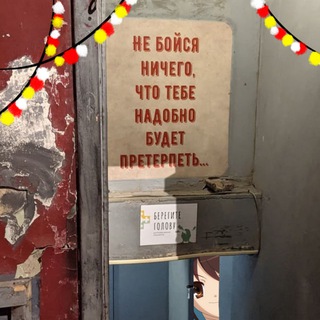 НЕ БОЙСЯ
НИЧЕГО,
ЧТО ТЕБЕ
НАДОБНО
БУДЕТ
ПРЕТЕРПЕТЬ...
БЕРЕГИТЕ
ГОЛОВУ